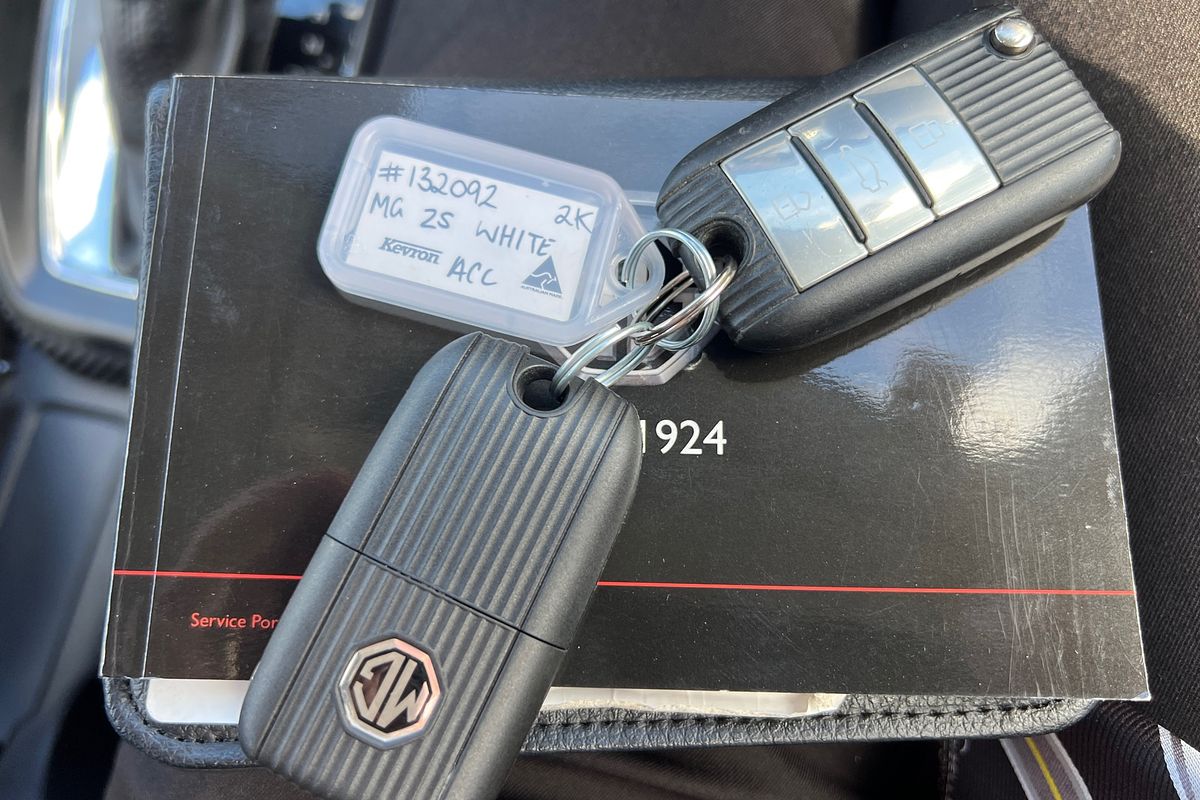 #132092 2K
MG ZS WHITE
Kevron ACC
AUSTRALIAN MADE
1924
Service Por
MG